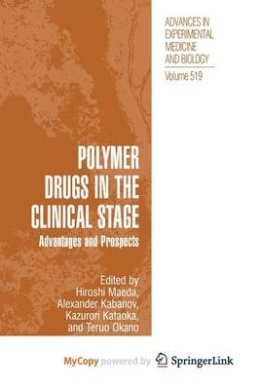 ADVANCES IN
EXPERIMENTAL
MEDICINE
AND BIOLOGY
Volume 519
POLYMER
DRUGS IN THE
CLINICAL STAGE
Advantages and Prospects
Edited by
Hiroshi Maeda,
Alexander Kabanov,
Kazurori Kataoka,
and Teruo Okano
MyCopy powered by SpringerLink